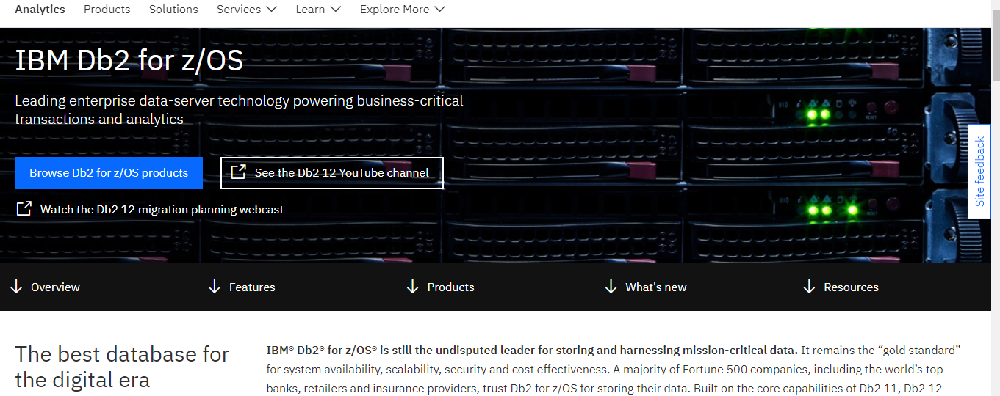 Analytics Products Solutions Services Learn Explore More
IBM Db2 for z/OS
Leading enterprise data-server technology powering business-critical
transactions and analytics
Browse Db2 for z/OS products
See the Db2 12 YouTube channel
Watch the Db2 12 migration planning webcast
UID
RESET
UID
Site feedback
Overview Features Products What's new Resources
The best database for
the digital era
IBM® Db2® for z/OS® is still the undisputed leader for storing and harnessing mission-critical data. It remains the “gold standard”
for system availability, scalability, security and cost effectiveness. A majority of Fortune 500 companies, including the world’s top
banks, retailers and insurance providers, trust Db2 for z/OS for storing their data. Built on the core capabilities of Db2 11, Db2 12